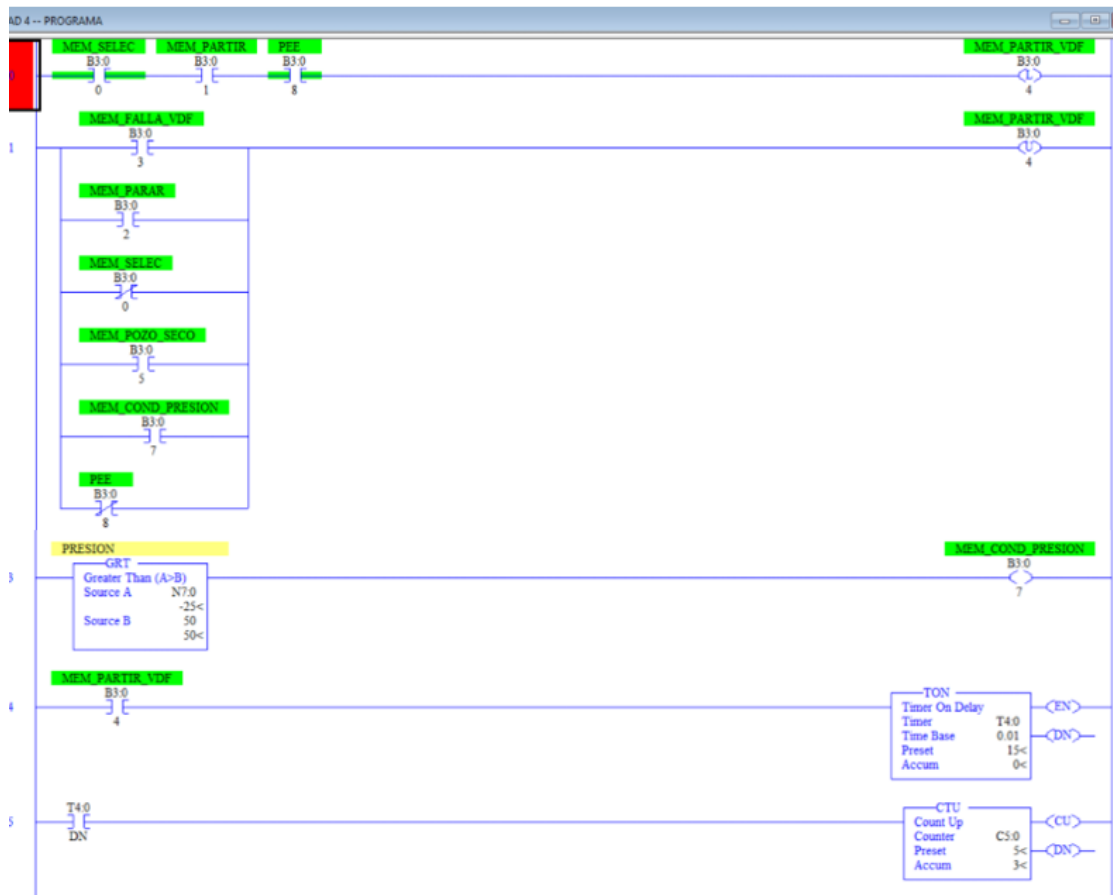 AD 4 -- PROGRAMA
MEM_SELEC MEM_PARTIR PEE MEM_PARTIR_VDF
B3:0 B3:0 B3:0 B3:0
L
0 1 8 4
MEM_FALLA_VDF MEM_PARTIR_VDF
B3:0 B3:0
1 U
3 4
MEM_PARAR
B3:0
2
MEM_SELEC
B3:0
0
MEM_POZO_SECO
B3:0
5
MEM_COND_PRESION
B3:0
7
PEE
B3:0
8
PRESION MEM_COND_PRESION
GRT B3:0
3 Greater Than (A>B)
Source A N7:0 7
-25<
Source B 50
50<
MEM_PARTIR_VDF
B3:0 TON
4 Timer On Delay EN
4 Timer T4:0
Time Base 0.01 DN
Preset 15<
Accum 0<
T4:0 CTU
5 Count Up CU
DN Counter C5:0
Preset 5< DN
Accum 3<